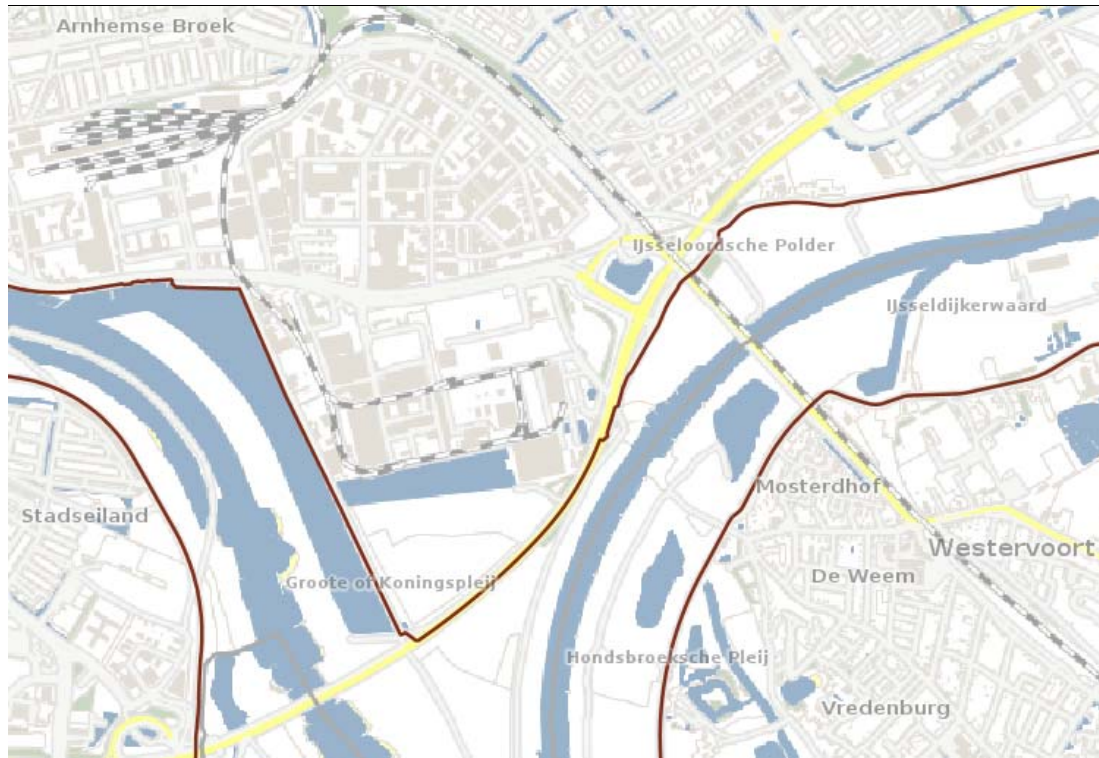 Arnhemse Broek
IJsseloordsche Polder
IJsseldijkerwaard
Mosterdhof
Stadseiland
Westervoort
De Weem
Groote of Koningspleij
Hondsbroeksche Pleij
Vredenburg